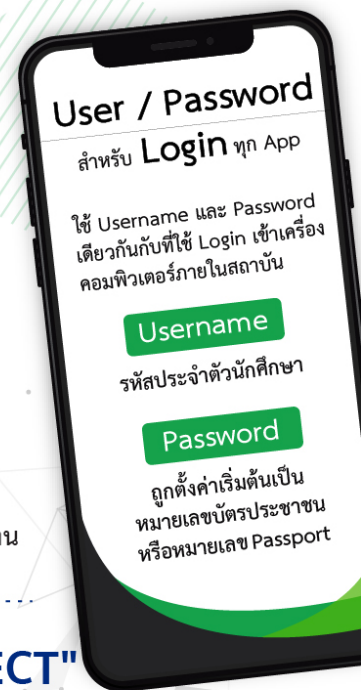 User / Password
สำหรับ Login ทุก App
ใช้ Username และ Password
เดียวกันกับที่ใช้ Login เข้าเครื่อง
คอมพิวเตอร์ภายในสถาบัน
Username
รหัสประจำตัวนักศึกษา
Password
ถูกตั้งค่าเริ่มต้นเป็น
หมายเลขบัตรประชาชน
หรือหมายเลข Passport
ECT"